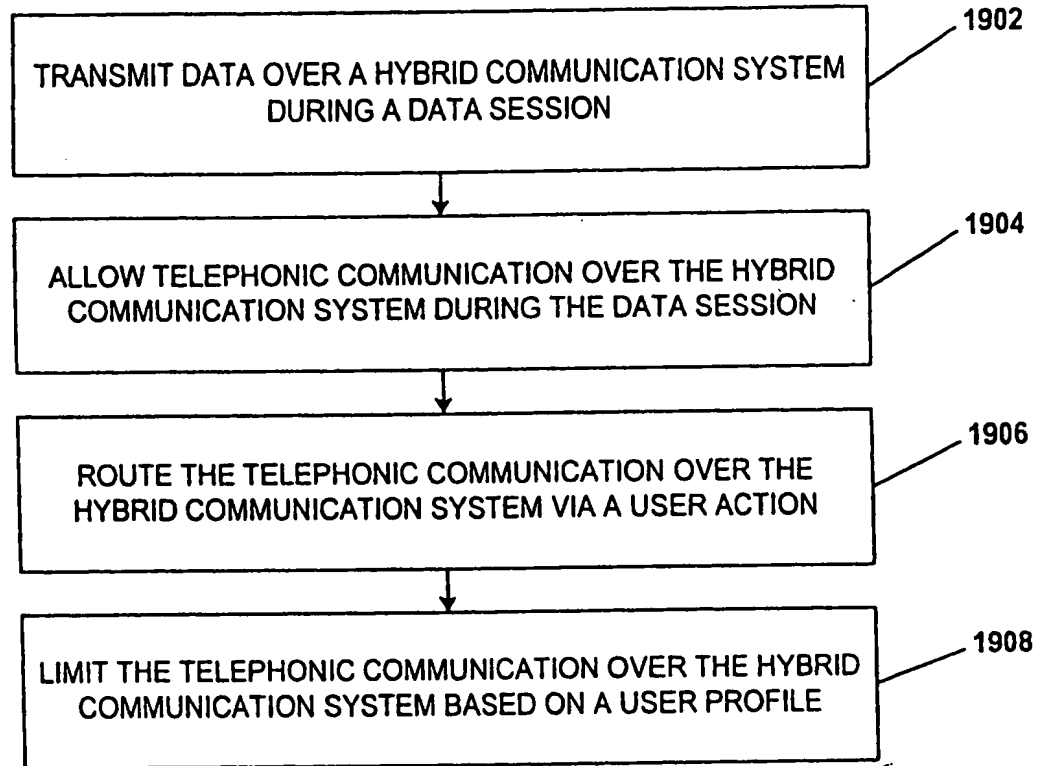 1902
TRANSMIT DATA OVER A HYBRID COMMUNICATION SYSTEM
DURING A DATA SESSION
1904
ALLOW TELEPHONIC COMMUNICATION OVER THE HYBRID
COMMUNICATION SYSTEM DURING THE DATA SESSION
1906
ROUTE THE TELEPHONIC COMMUNICATION OVER THE
HYBRID COMMUNICATION SYSTEM VIA A USER ACTION
1908
LIMIT THE TELEPHONIC COMMUNICATION OVER THE HYBRID
COMMUNICATION SYSTEM BASED ON A USER PROFILE